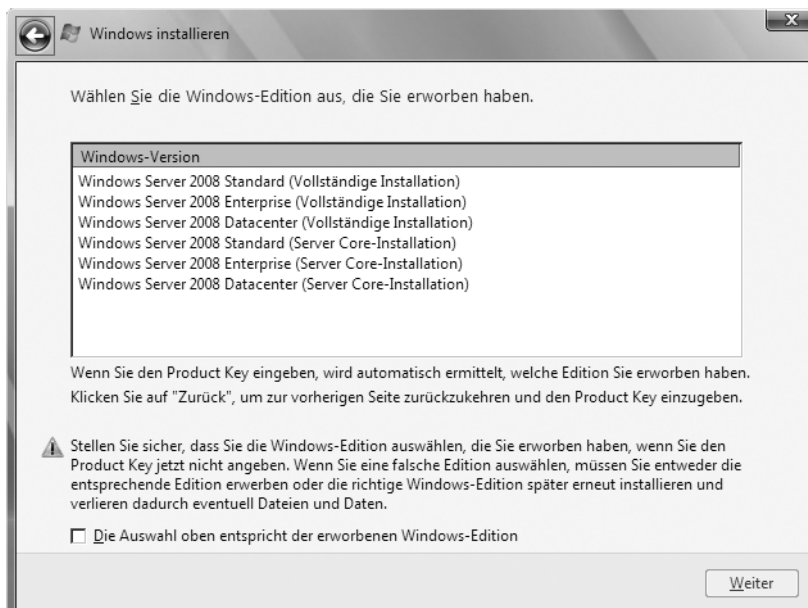 Windows installieren
Wählen Sie die Windows-Edition aus, die Sie erworben haben.
Windows-Version
Windows Server 2008 Standard (Vollständige Installation)
Windows Server 2008 Enterprise (Vollständige Installation)
Windows Server 2008 Datacenter (Vollständige Installation)
Windows Server 2008 Standard (Server Core-Installation)
Windows Server 2008 Enterprise (Server Core-Installation)
Windows Server 2008 Datacenter (Server Core-Installation)
Wenn Sie den Product Key eingeben, wird automatisch ermittelt, welche Edition Sie erworben haben.
Klicken Sie auf "Zurück", um zur vorherigen Seite zurückzukehren und den Product Key einzugeben.
Stellen Sie sicher, dass Sie die Windows-Edition auswählen, die Sie erworben haben, wenn Sie den
Product Key jetzt nicht angeben. Wenn Sie eine falsche Edition auswählen, müssen Sie entweder die
entsprechende Edition erwerben oder die richtige Windows-Edition später erneut installieren und
verlieren dadurch eventuell Dateien und Daten.
Die Auswahl oben entspricht der erworbenen Windows-Edition
Weiter